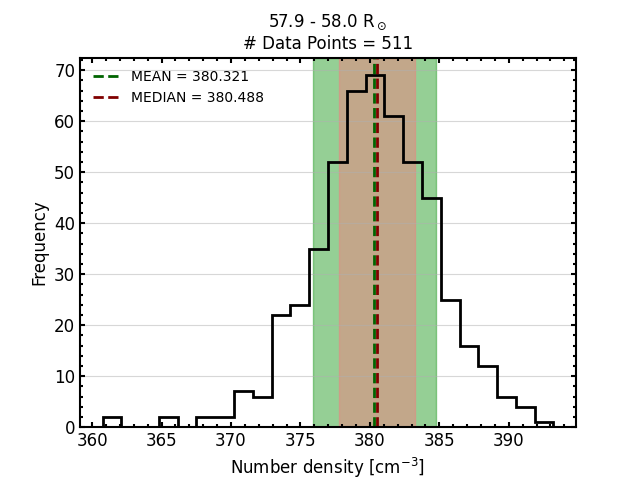 57.9 - 58.0 R⊙
# Data Points = 511
MEAN = 380.321
MEDIAN = 380.488
70
60
50
40
30
20
10
0
Frequency
360 365 370 375 380 385 390
Number density [cm⁻³]